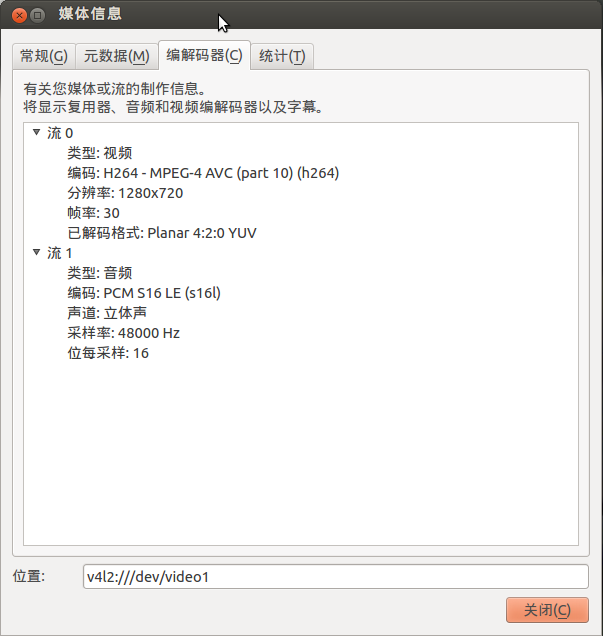 媒体信息
常规(G) 元数据(M) 编解码器(C) 统计(T)
有关您媒体或流的制作信息。
将显示复用器、音频和视频编解码器以及字幕。
流 0
类型: 视频
编码: H264 - MPEG-4 AVC (part 10) (h264)
分辨率: 1280x720
帧率: 30
已解码格式: Planar 4:2:0 YUV
流 1
类型: 音频
编码: PCM S16 LE (s16l)
声道: 立体声
采样率: 48000 Hz
位每采样: 16
位置: v4l2:///dev/video1
关闭(C)